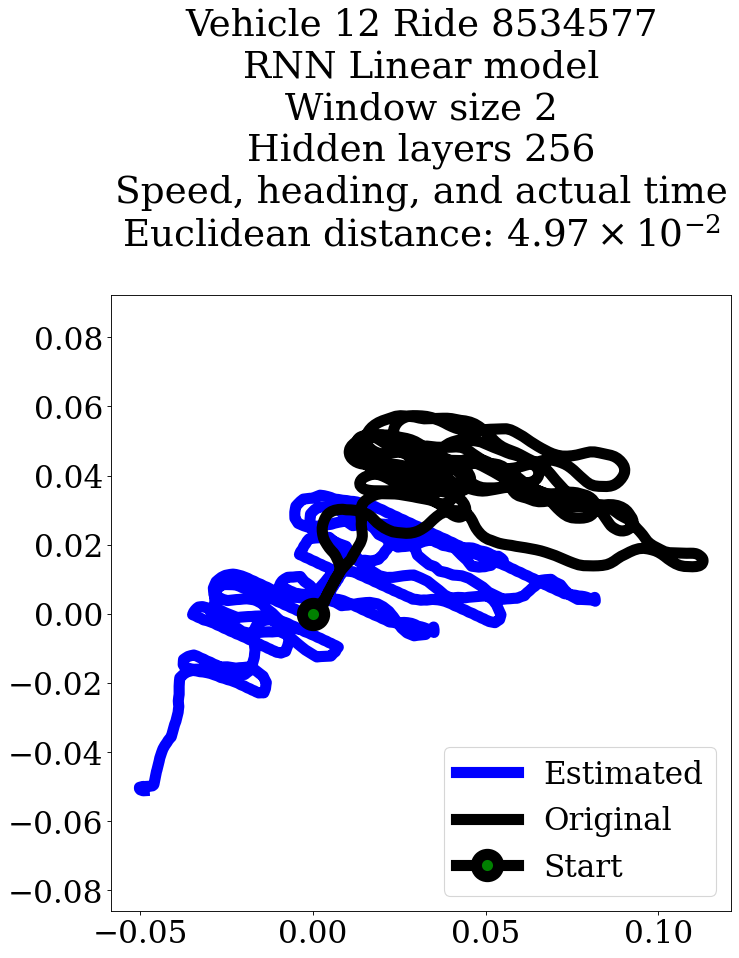 Vehicle 12 Ride 8534577
RNN Linear model
Window size 2
Hidden layers 256
Speed, heading, and actual time
Euclidean distance: 4.97 × 10⁻²
0.08
0.06
0.04
0.02
0.00
−0.02
−0.04
−0.06
−0.08
Estimated
Original
Start
−0.05 0.00 0.05 0.10